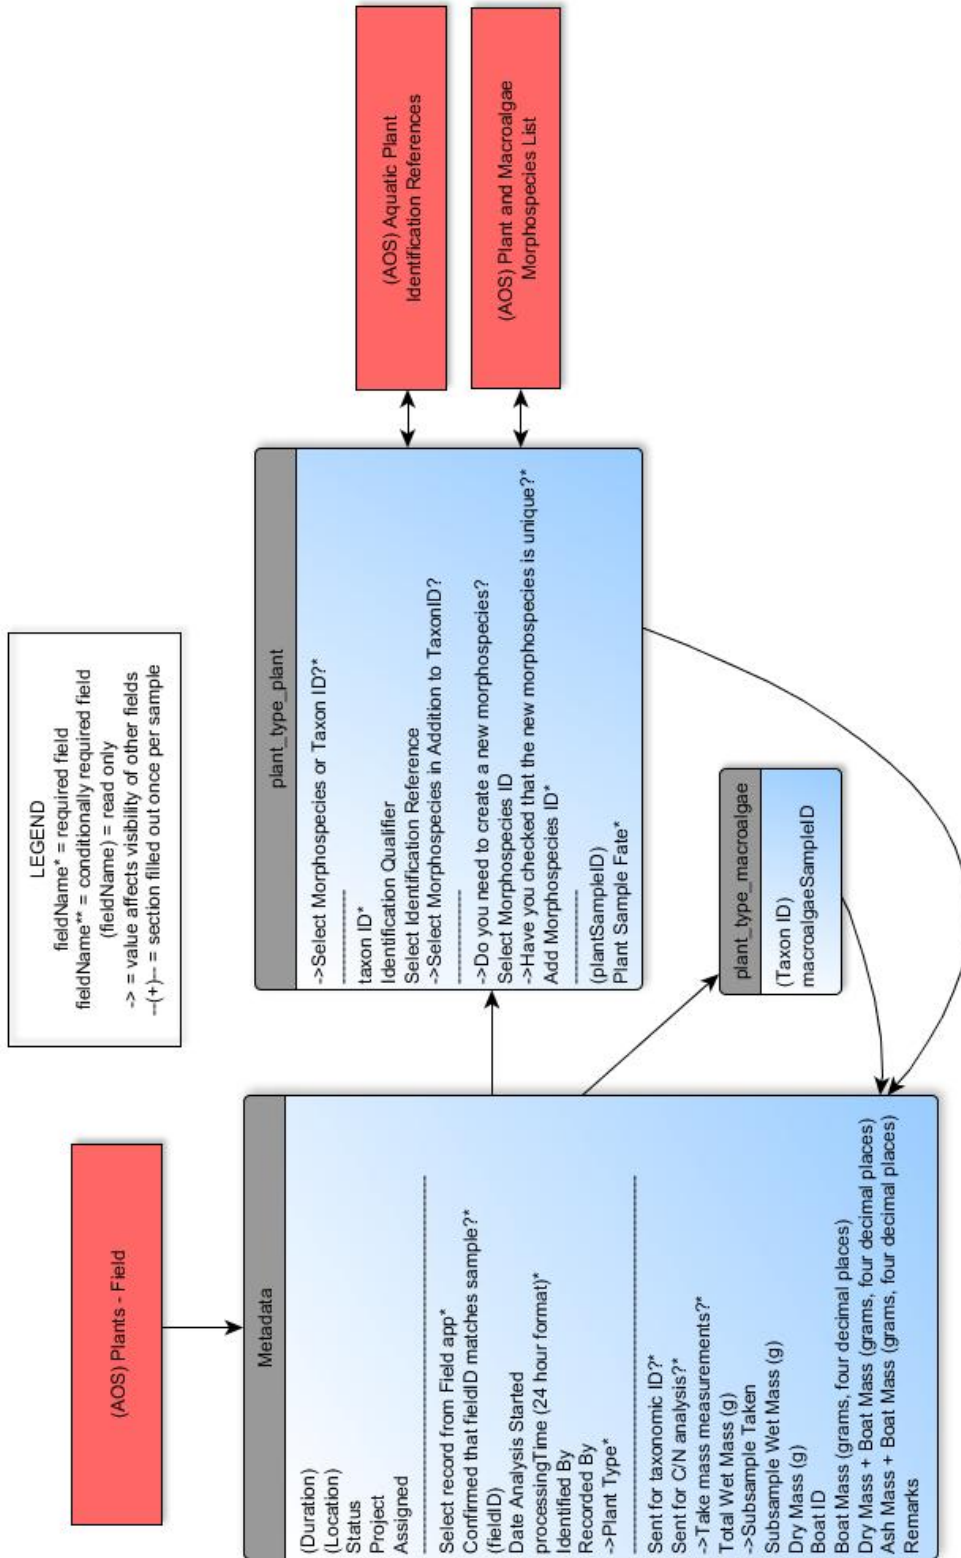 LEGEND
fieldName* = required field
fieldName** = conditionally required field
(fieldName) = read only
-> = value affects visibility of other fields
--(+)-- = section filled out once per sample
(AOS) Plants - Field
Metadata
(Duration)
(Location)
Status
Project
Assigned
Select record from Field app*
Confirmed that fieldID matches sample?*
(fieldID)
Date Analysis Started
processingTime (24 hour format)*
Identified By
Recorded By
->Plant Type*
Sent for taxonomic ID?*
Sent for C/N analysis?*
->Take mass measurements?*
Total Wet Mass (g)
->Subsample Taken
Subsample Wet Mass (g)
Dry Mass (g)
Boat ID
Boat Mass (grams, four decimal places)
Dry Mass + Boat Mass (grams, four decimal places)
Ash Mass + Boat Mass (grams, four decimal places)
Remarks
plant_type_plant
->Select Morphospecies or Taxon ID?*
taxon ID*
Identification Qualifier
Select Identification Reference
->Select Morphospecies in Addition to TaxonID?
->Do you need to create a new morphospecies?
Select Morphospecies ID
->Have you checked that the new morphospecies is unique?*
Add Morphospecies ID*
(plantSampleID)
Plant Sample Fate*
plant_type_macroalgae
(Taxon ID)
macroalgaeSampleID
(AOS) Aquatic Plant
Identification References
(AOS) Plant and Macroalgae
Morphospecies List